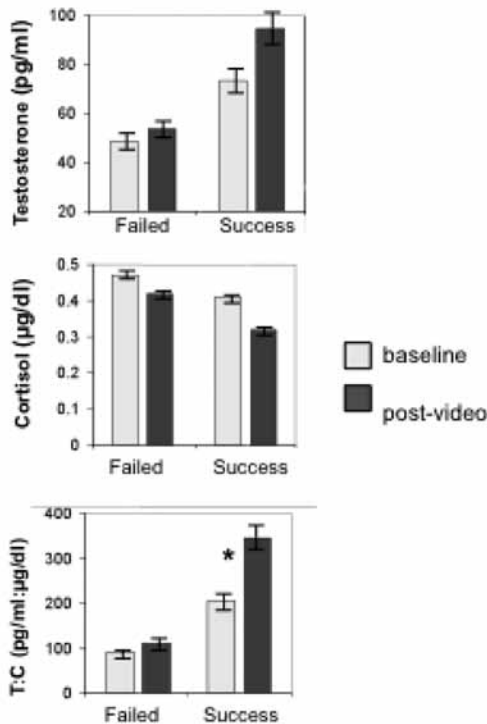 Testosterone (pg/ml)
100
80
60
40
20
Failed Success
Cortisol (µg/dl)
0.5
0.4
0.3
0.2
0.1
0
Failed Success
baseline
post-video
T:C (pg/ml:µg/dl)
400
300
200
100
0
*
Failed Success